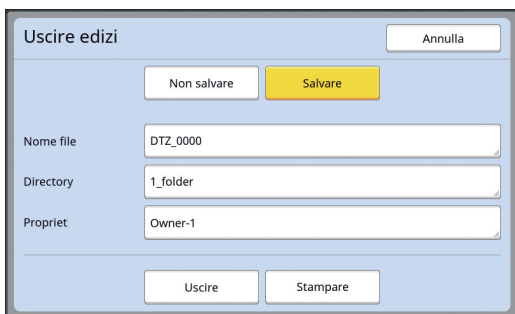 Uscire edizi
Annulla
Non salvare
Salvare
Nome file
DTZ_0000
Directory
1_folder
Propriet
Owner-1
Uscire
Stampare